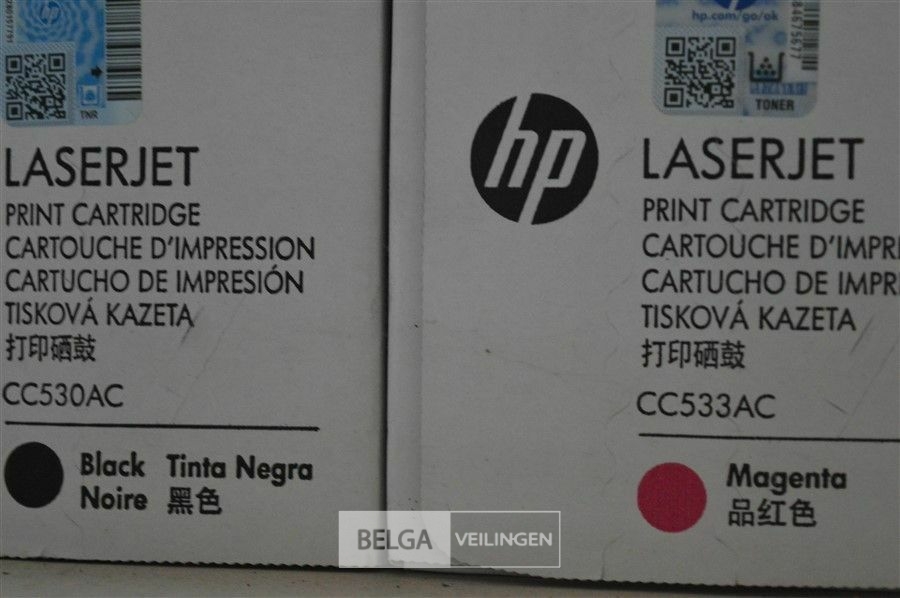 TNR
LASERJET
PRINT CARTRIDGE
CARTOUCHE D'IMPRESSION
CARTUCHO DE IMPRESIÓN
TISKOVÁ KAZETA
打印硒鼓
CC530AC
Black Tinta Negra
Noire 黑色
hp.com/go/ok
TONER
hp
LASERJET
PRINT CARTRIDGE
CARTOUCHE D'IMPR
CARTUCHO DE IMPR
TISKOVÁ KAZETA
打印硒鼓
CC533AC
Magenta
品红色
BELGA VEILINGEN